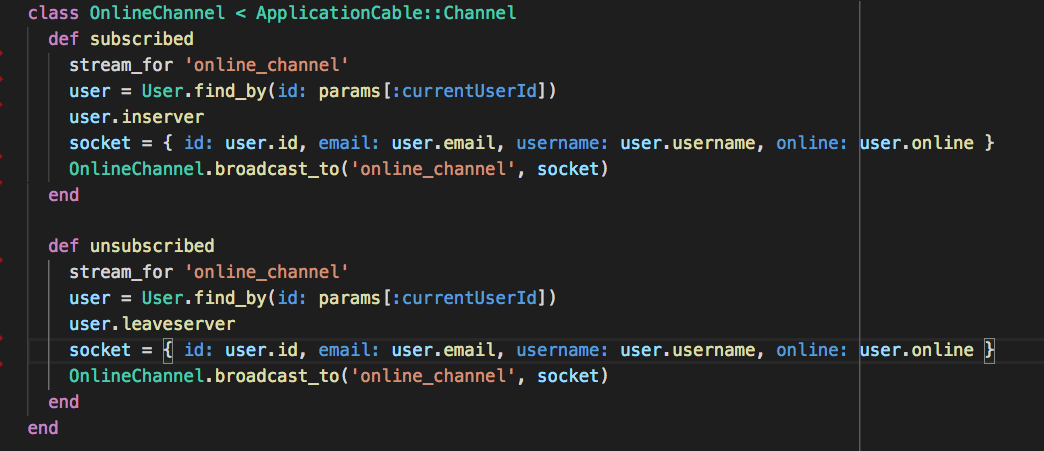 class OnlineChannel < ApplicationCable::Channel
  def subscribed
    stream_for 'online_channel'
    user = User.find_by(id: params[:currentUserId])
    user.inserver
    socket = { id: user.id, email: user.email, username: user.username, online: user.online }
    OnlineChannel.broadcast_to('online_channel', socket)
  end

  def unsubscribed
    stream_for 'online_channel'
    user = User.find_by(id: params[:currentUserId])
    user.leaveserver
    socket = { id: user.id, email: user.email, username: user.username, online: user.online }
    OnlineChannel.broadcast_to('online_channel', socket)
  end
end